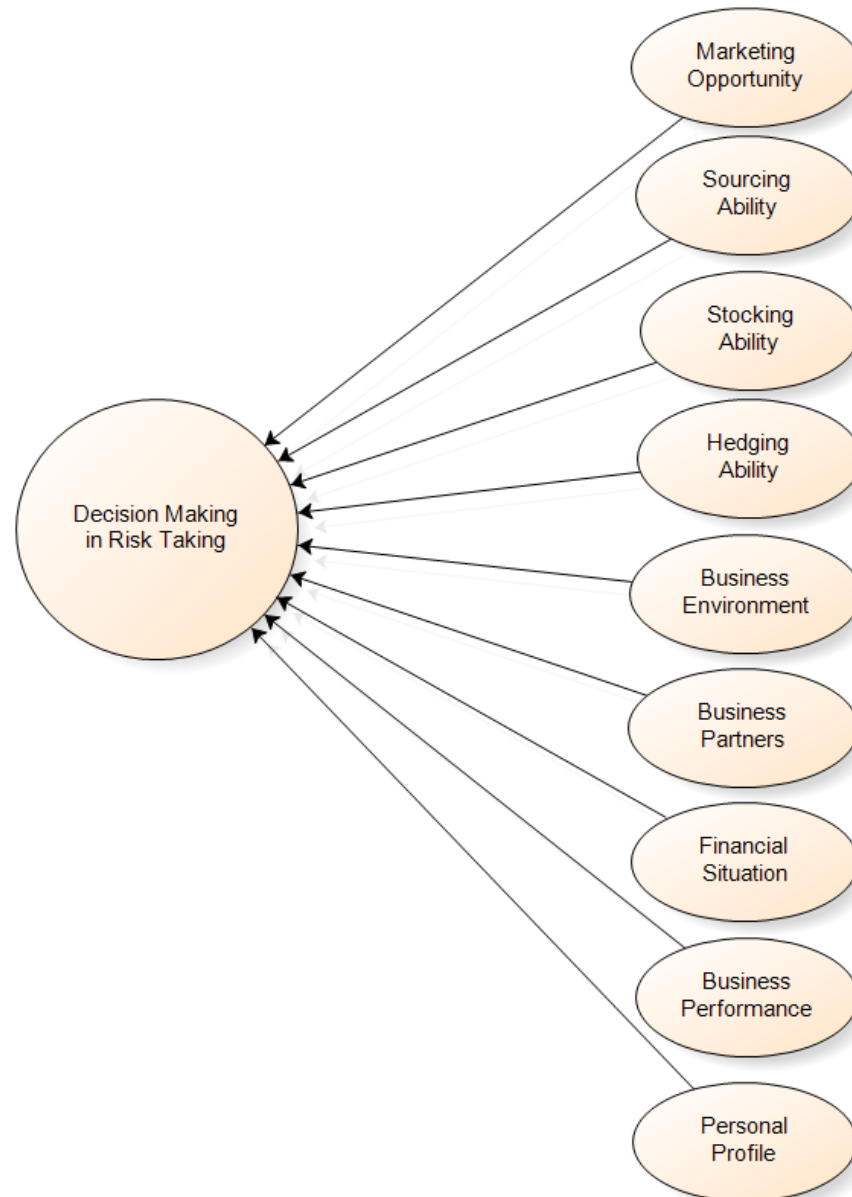 Marketing
Opportunity
Sourcing
Ability
Stocking
Ability
Hedging
Ability
Decision Making
in Risk Taking
Business
Environment
Business
Partners
Financial
Situation
Business
Performance
Personal
Profile